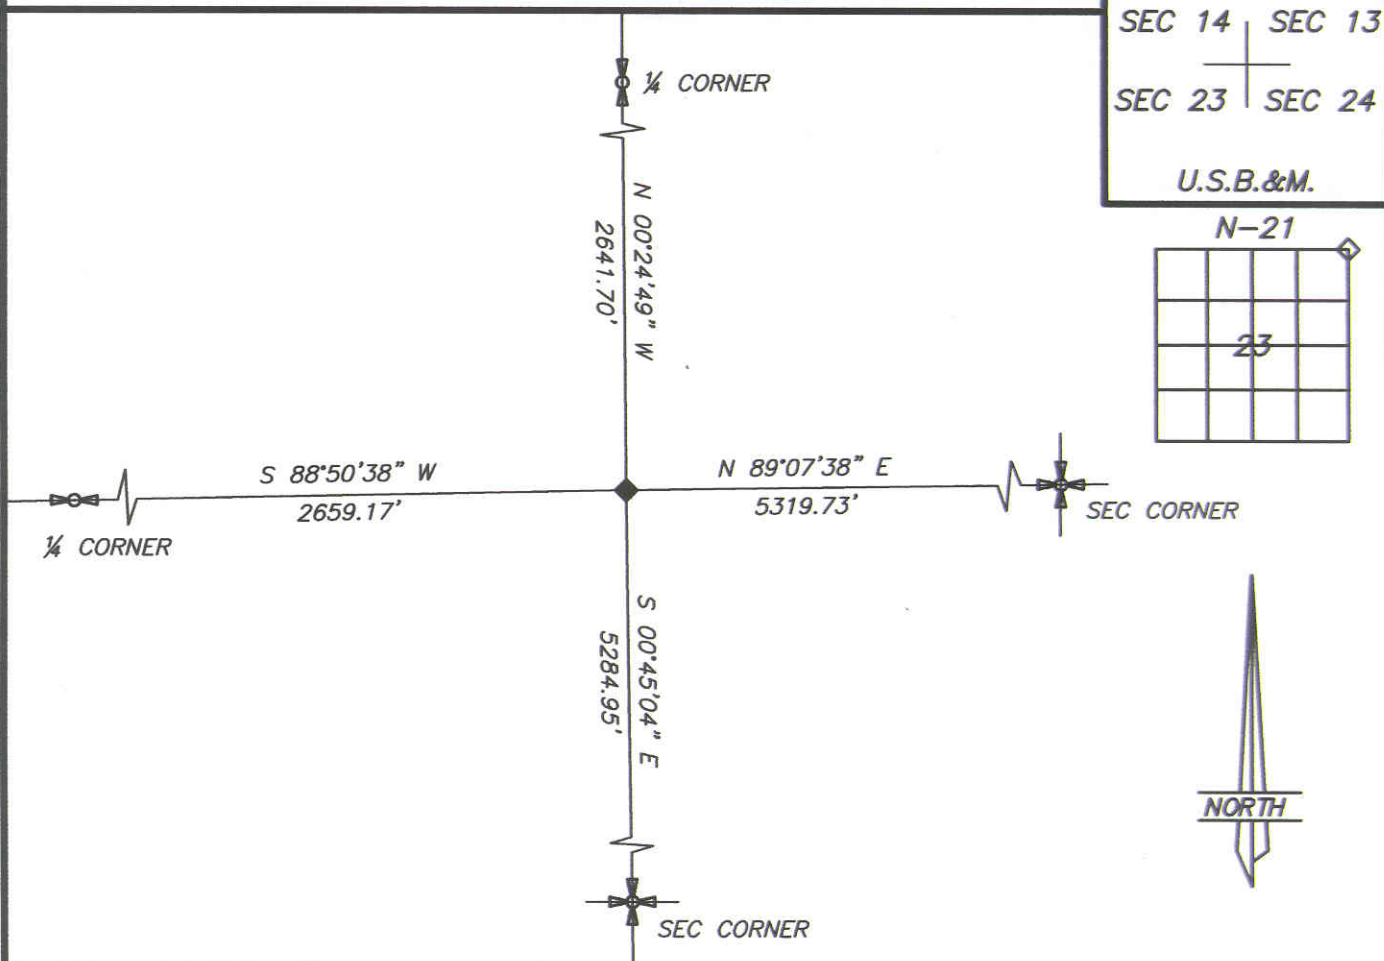 SEC 14 SEC 13
SEC 23 SEC 24
U.S.B.&M.
N-21
23
¼ CORNER
N 00°24'49" W
2641.70'
S 88°50'38" W
2659.17'
¼ CORNER
N 89°07'38" E
5319.73'
SEC CORNER
S 00°45'04" E
5284.95'
SEC CORNER
NORTH